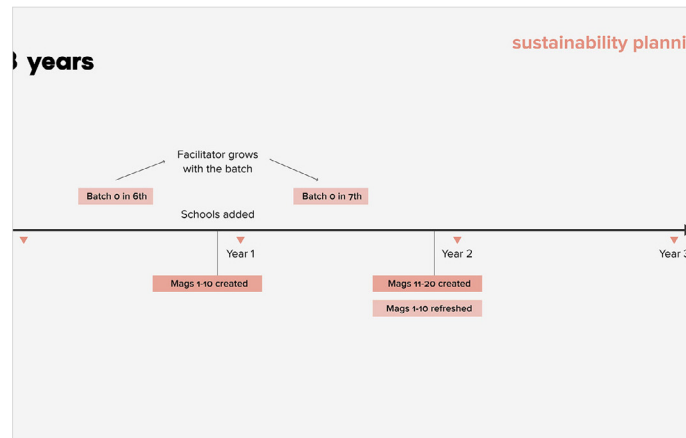 sustainability planni
3 years
Facilitator grows
with the batch
Batch 0 in 6th
Batch 0 in 7th
Schools added
Year 1
Year 2
Year 3
Mags 1-10 created
Mags 11-20 created
Mags 1-10 refreshed